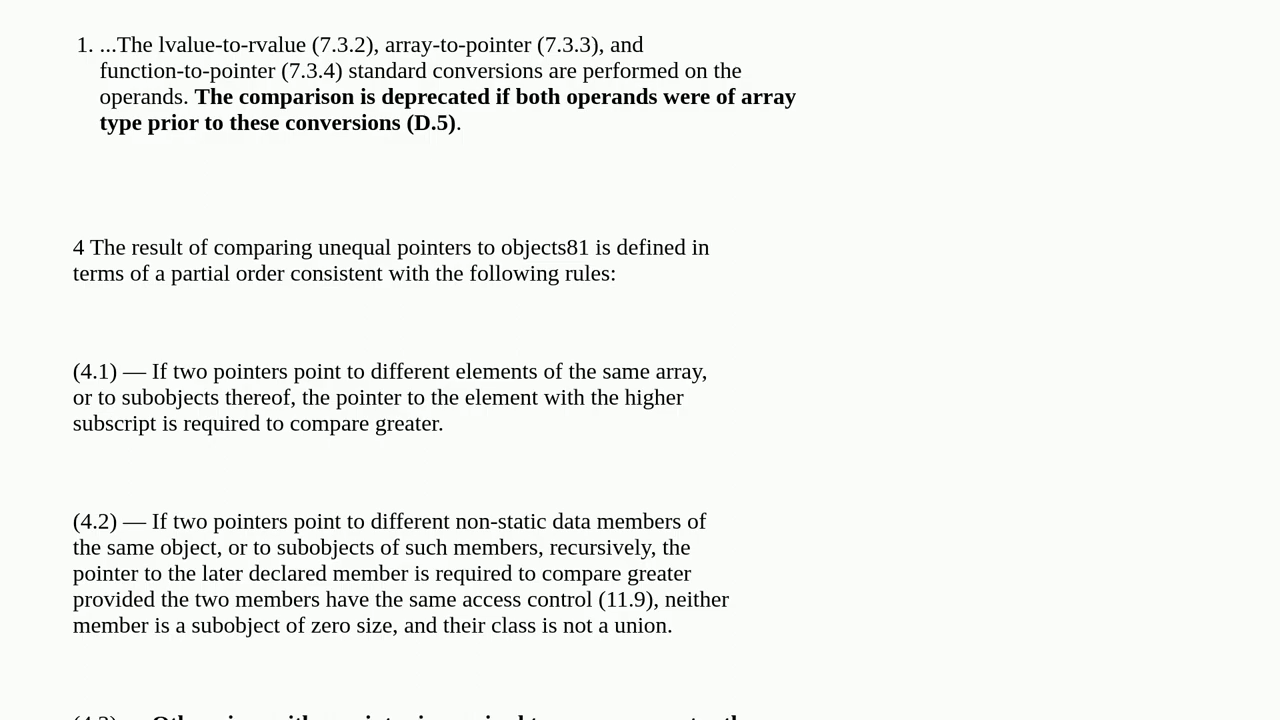 1. ...The lvalue-to-rvalue (7.3.2), array-to-pointer (7.3.3), and
function-to-pointer (7.3.4) standard conversions are performed on the
operands. The comparison is deprecated if both operands were of array
type prior to these conversions (D.5).
4 The result of comparing unequal pointers to objects81 is defined in
terms of a partial order consistent with the following rules:
(4.1) — If two pointers point to different elements of the same array,
or to subobjects thereof, the pointer to the element with the higher
subscript is required to compare greater.
(4.2) — If two pointers point to different non-static data members of
the same object, or to subobjects of such members, recursively, the
pointer to the later declared member is required to compare greater
provided the two members have the same access control (11.9), neither
member is a subobject of zero size, and their class is not a union.